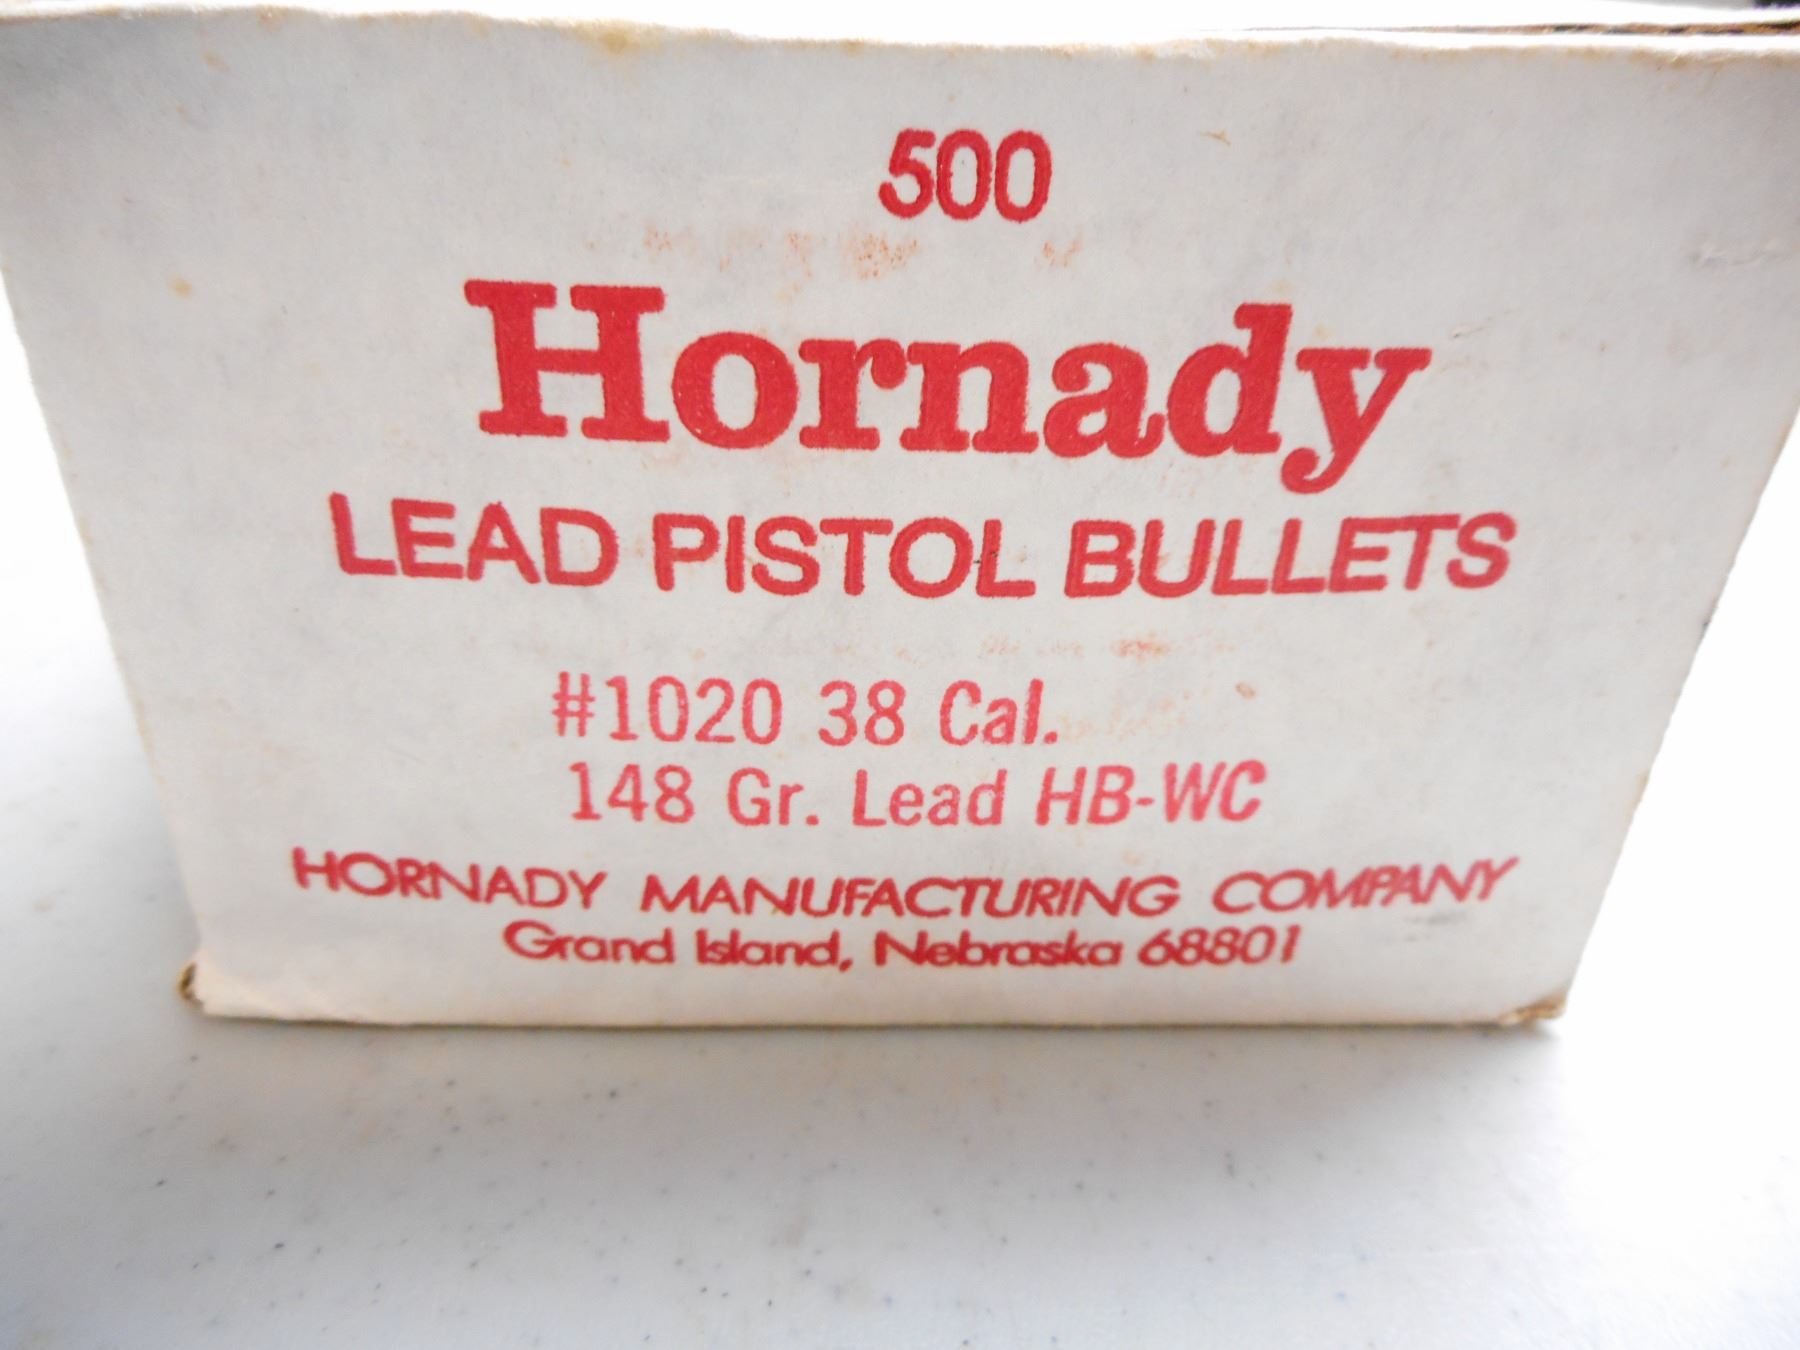 500
Hornady
LEAD PISTOL BULLETS
#1020 38 Cal.
148 Gr. Lead HB-WC
HORNADY MANUFACTURING COMPANY
Grand Island, Nebraska 68801